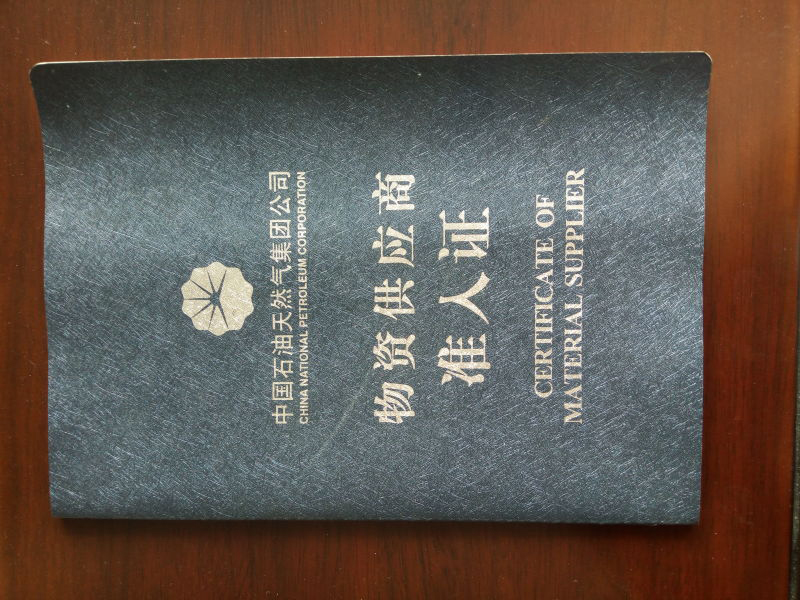 中国石油天然气集团公司
CHINA NATIONAL PETROLEUM CORPORATION
物资供应商
准入证
CERTIFICATE OF
MATERIAL SUPPLIER